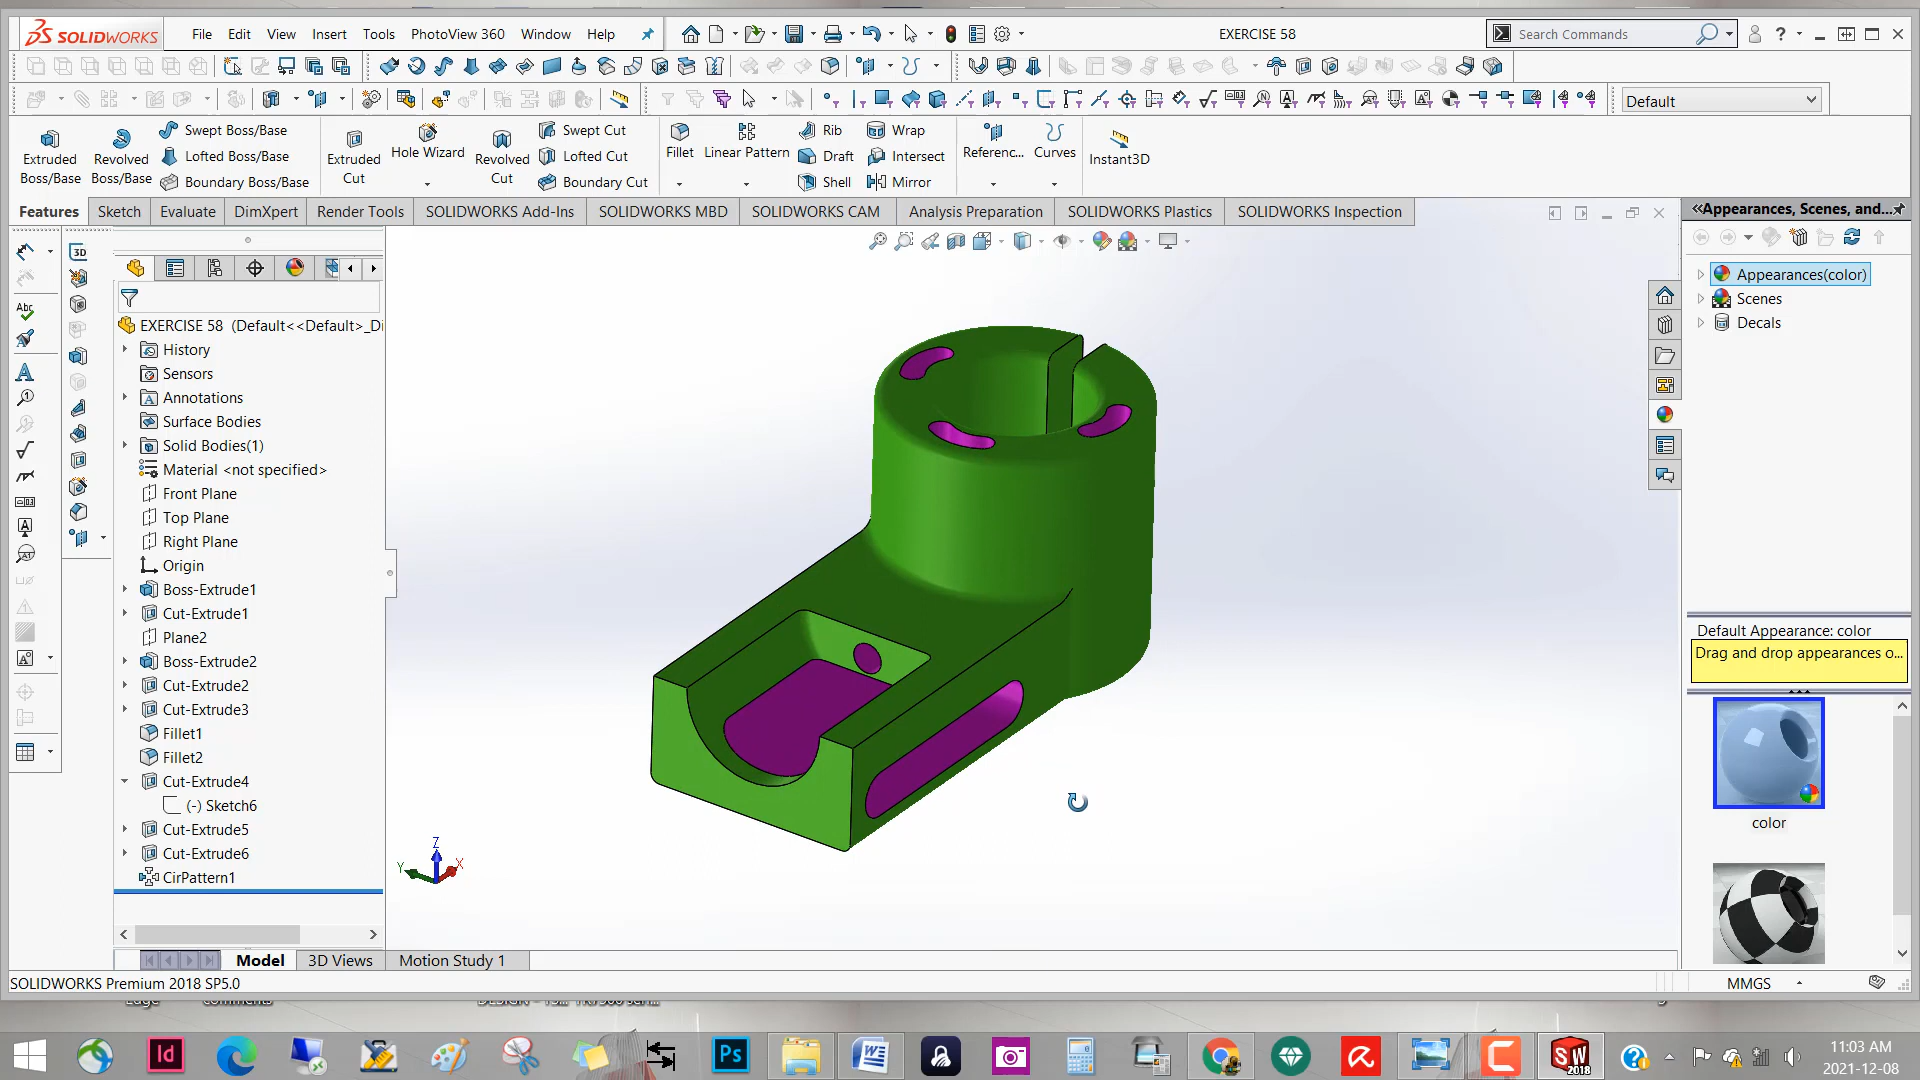 SOLIDWORKS File Edit View Insert Tools PhotoView 360 Window Help EXERCISE 58 Search Commands
Default
Extruded Boss/Base
Revolved Boss/Base
Swept Boss/Base
Lofted Boss/Base
Boundary Boss/Base
Extruded Cut
Hole Wizard
Revolved Cut
Swept Cut
Lofted Cut
Boundary Cut
Fillet
Linear Pattern
Rib
Draft
Shell
Wrap
Intersect
Mirror
Referenc...
Curves
Instant3D
Features Sketch Evaluate DimXpert Render Tools SOLIDWORKS Add-Ins SOLIDWORKS MBD SOLIDWORKS CAM Analysis Preparation SOLIDWORKS Plastics SOLIDWORKS Inspection
Appearances, Scenes, and...
Appearances(color)
Scenes
Decals
EXERCISE 58 (Default<<Default>_Di
History
Sensors
Annotations
Surface Bodies
Solid Bodies(1)
Material <not specified>
Front Plane
Top Plane
Right Plane
Origin
Boss-Extrude1
Cut-Extrude1
Plane2
Boss-Extrude2
Cut-Extrude2
Cut-Extrude3
Fillet1
Fillet2
Cut-Extrude4
(-) Sketch6
Cut-Extrude5
Cut-Extrude6
CirPattern1
Z
Y
X
Default Appearance: color
Drag and drop appearances o...
color
Model 3D Views Motion Study 1
SOLIDWORKS Premium 2018 SP5.0
MMGS
Id
Ps
W
SW
2018
11:03 AM
2021-12-08